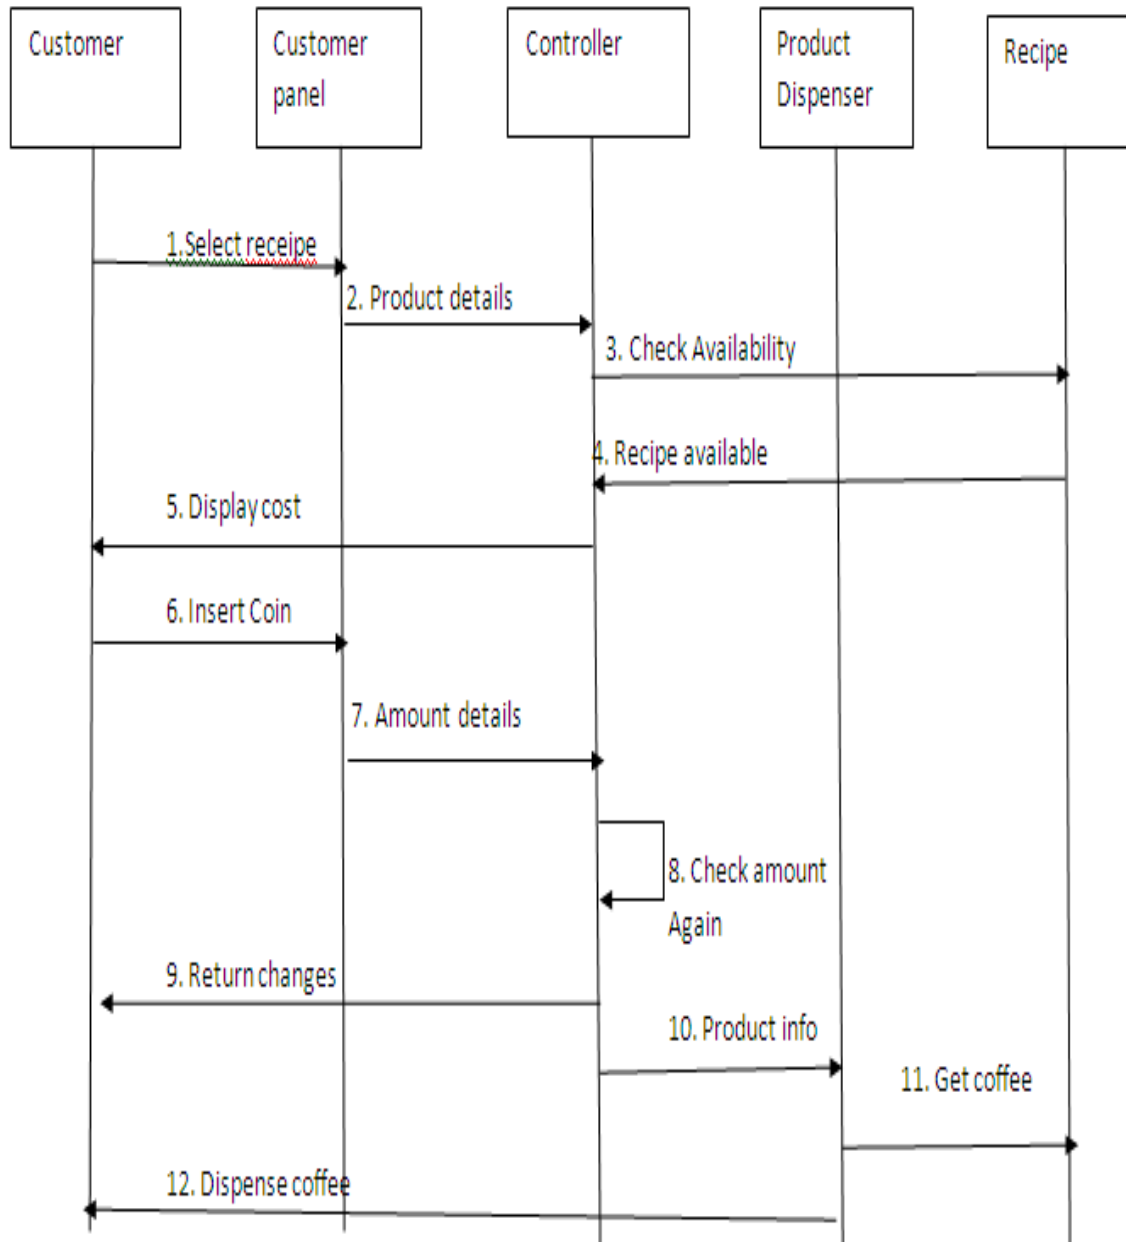 Customer
Customer
panel
Controller
Product
Dispenser
Recipe
1.Select receipe
2. Product details
3. Check Availability
4. Recipe available
5. Display cost
6. Insert Coin
7. Amount details
8. Check amount
Again
9. Return changes
10. Product info
11. Get coffee
12. Dispense coffee